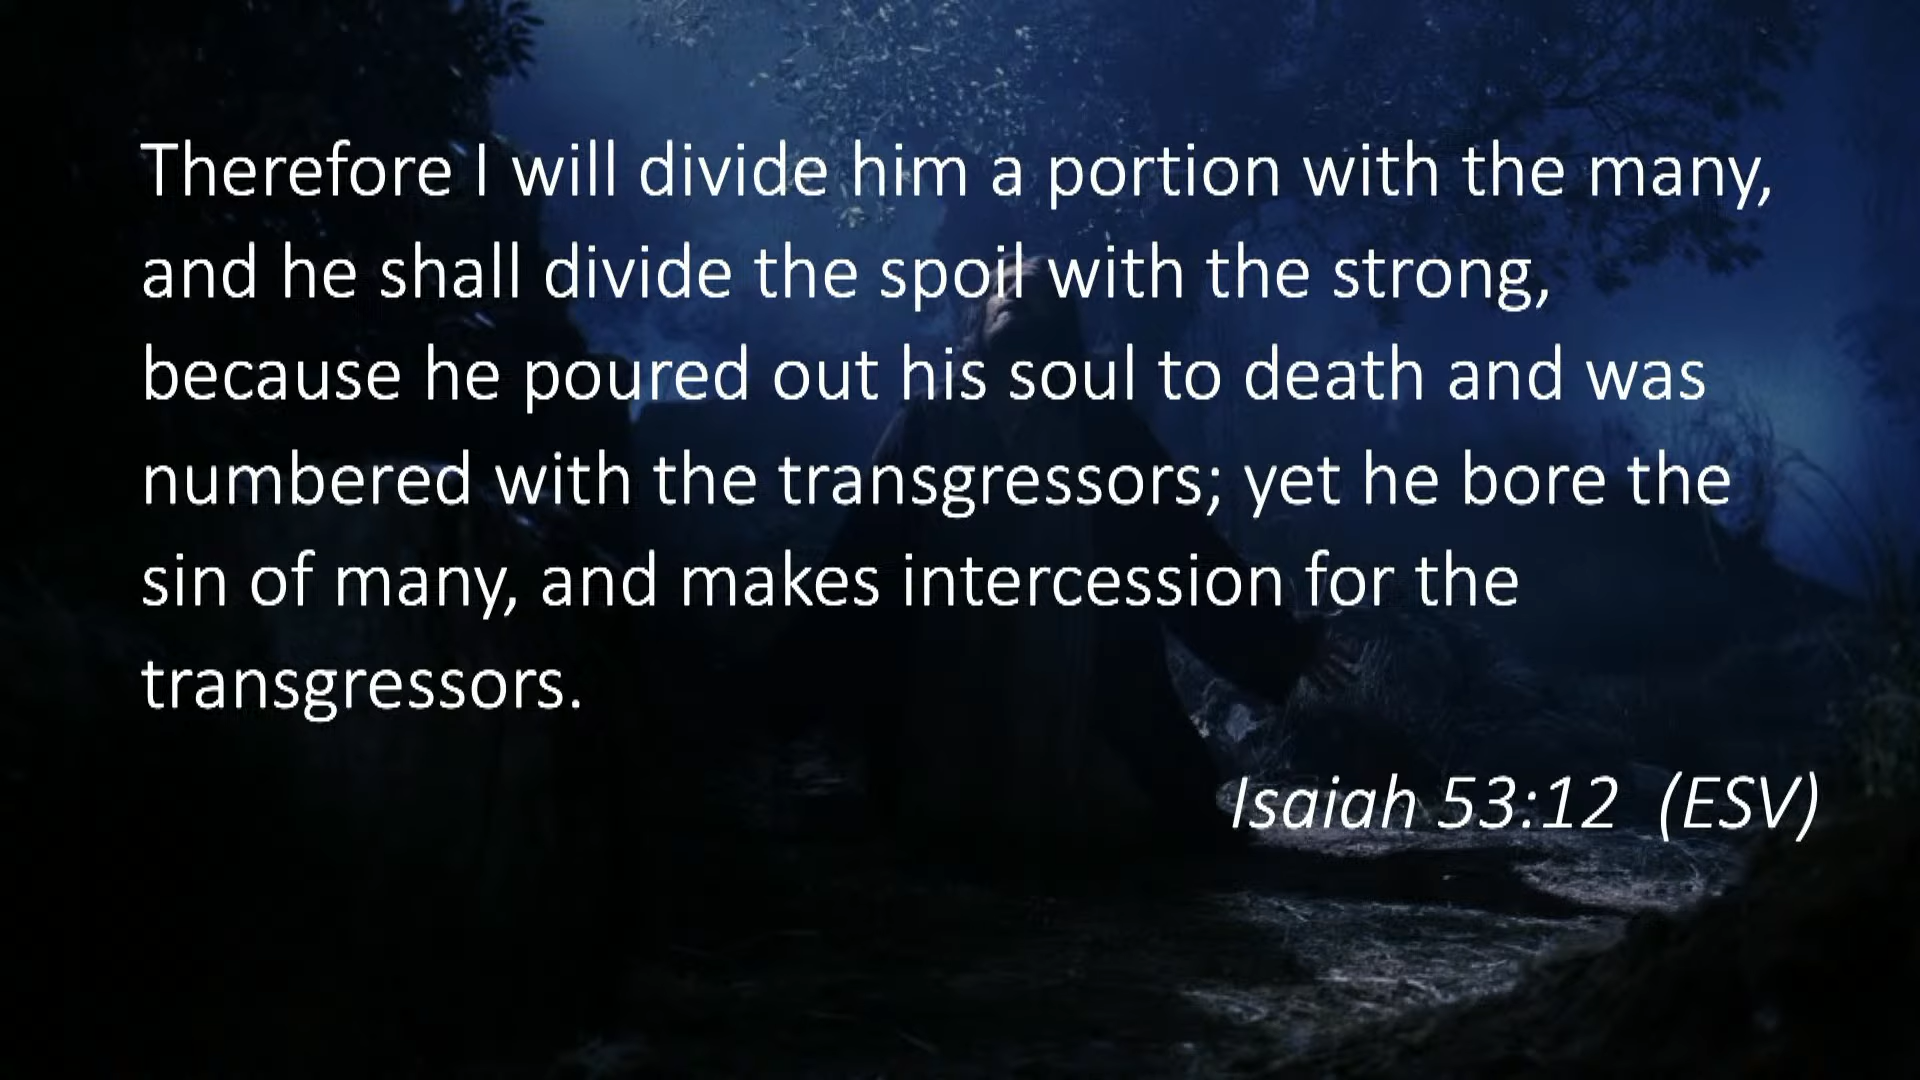 Therefore I will divide him a portion with the many,
and he shall divide the spoil with the strong,
because he poured out his soul to death and was
numbered with the transgressors; yet he bore the
sin of many, and makes intercession for the
transgressors.
Isaiah 53:12  (ESV)